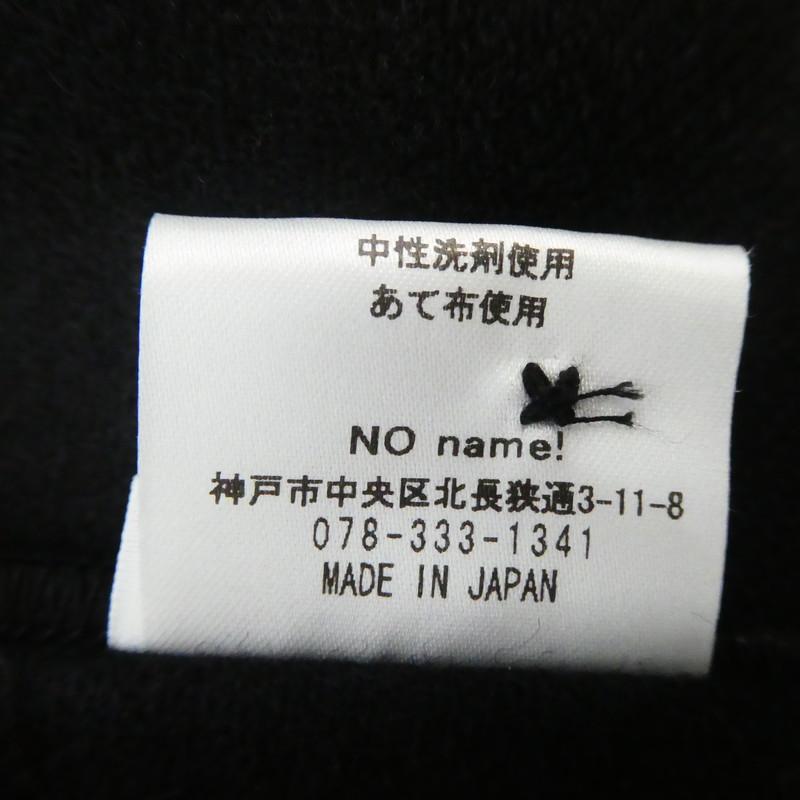 中性洗剤使用
あて布使用
NO name!
神戸市中央区北長狭通3-11-8
078-333-1341
MADE IN JAPAN